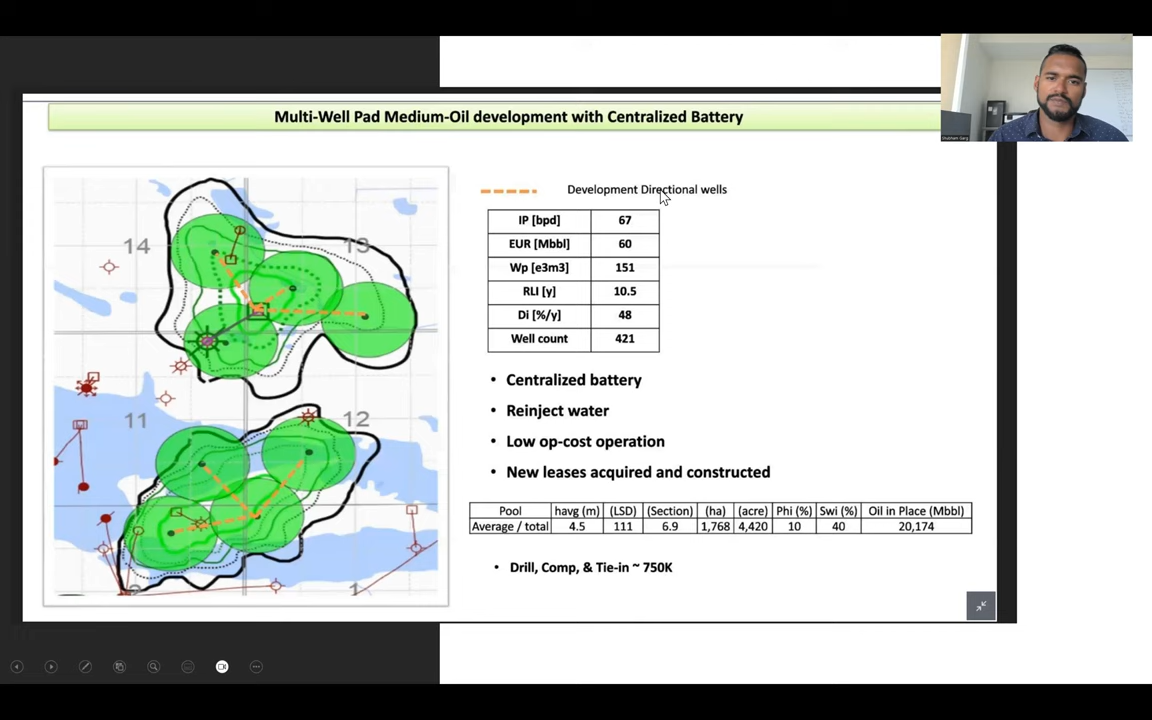 Multi-Well Pad Medium-Oil development with Centralized Battery
14
13
11
12
2
1
Development Directional wells
IP [bpd] 67
EUR [Mbbl] 60
Wp [e3m3] 151
RLI [y] 10.5
Di [%/y] 48
Well count 421
• Centralized battery
• Reinject water
• Low op-cost operation
• New leases acquired and constructed
Pool havg (m) (LSD) (Section) (ha) (acre) Phi (%) Swi (%) Oil in Place (Mbbl)
Average / total 4.5 111 6.9 1,768 4,420 10 40 20,174
• Drill, Comp, & Tie-in ~ 750K
Shubham Garg